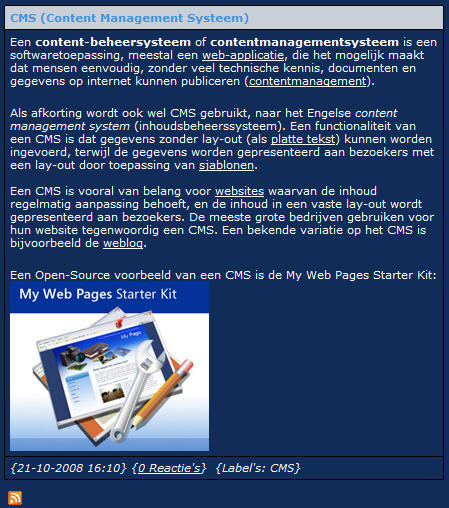 CMS (Content Management Systeem)
Een content-beheersysteem of contentmanagementsysteem is een
softwaretoepassing, meestal een web-applicatie, die het mogelijk maakt
dat mensen eenvoudig, zonder veel technische kennis, documenten en
gegevens op internet kunnen publiceren (contentmanagement).
Als afkorting wordt ook wel CMS gebruikt, naar het Engelse content
management system (inhoudsbeheerssysteem). Een functionaliteit van
een CMS is dat gegevens zonder lay-out (als platte tekst) kunnen worden
ingevoerd, terwijl de gegevens worden gepresenteerd aan bezoekers met
een lay-out door toepassing van sjablonen.
Een CMS is vooral van belang voor websites waarvan de inhoud
regelmatig aanpassing behoeft, en de inhoud in een vaste lay-out wordt
gepresenteerd aan bezoekers. De meeste grote bedrijven gebruiken voor
hun website tegenwoordig een CMS. Een bekende variatie op het CMS is
bijvoorbeeld de weblog.
Een Open-Source voorbeeld van een CMS is de My Web Pages Starter Kit:
My Web Pages Starter Kit
My Page
{21-10-2008 16:10} {0 Reactie's} {Label's: CMS}